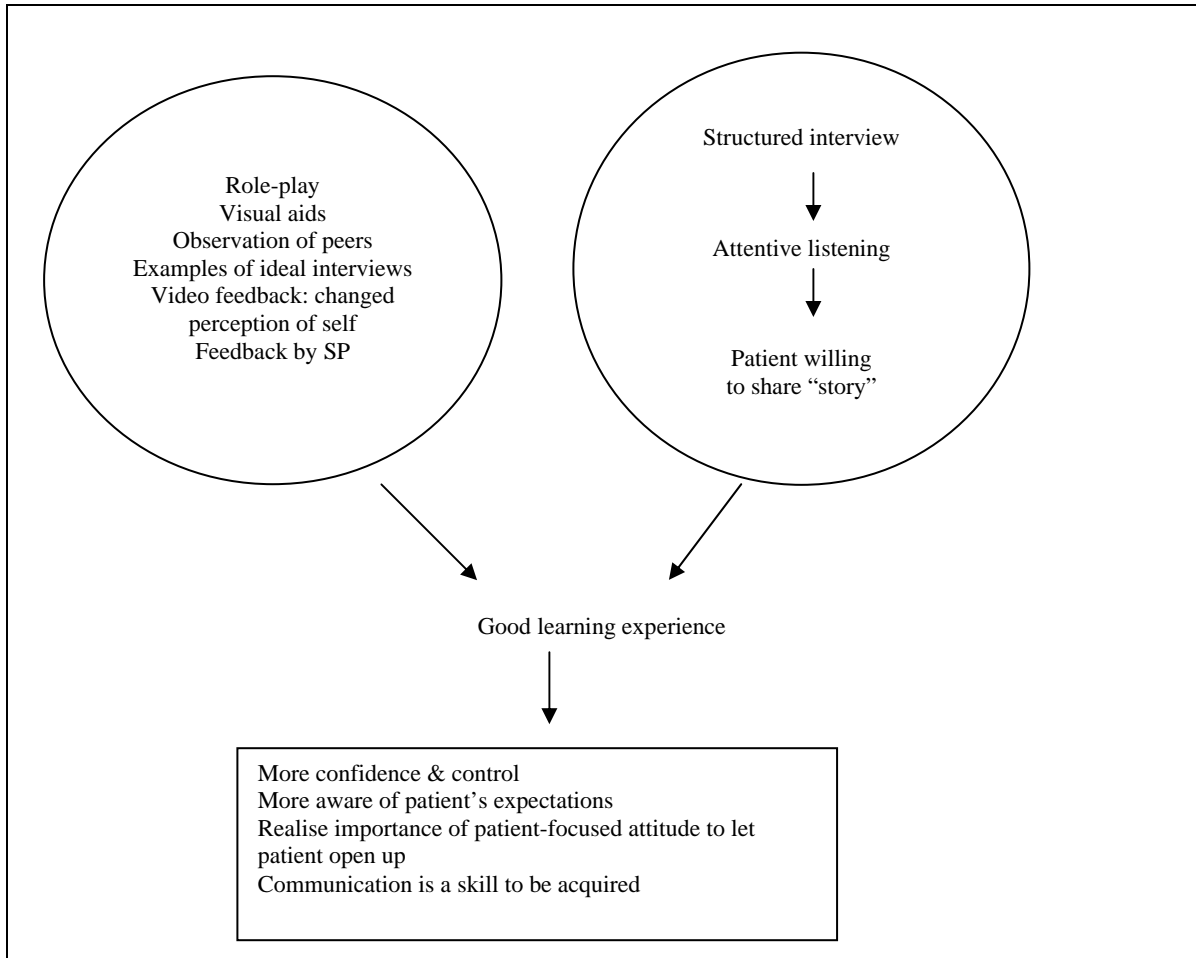 Role-play
Visual aids
Observation of peers
Examples of ideal interviews
Video feedback: changed
perception of self
Feedback by SP
Structured interview
Attentive listening
Patient willing
to share “story”
Good learning experience
More confidence & control
More aware of patient’s expectations
Realise importance of patient-focused attitude to let
patient open up
Communication is a skill to be acquired